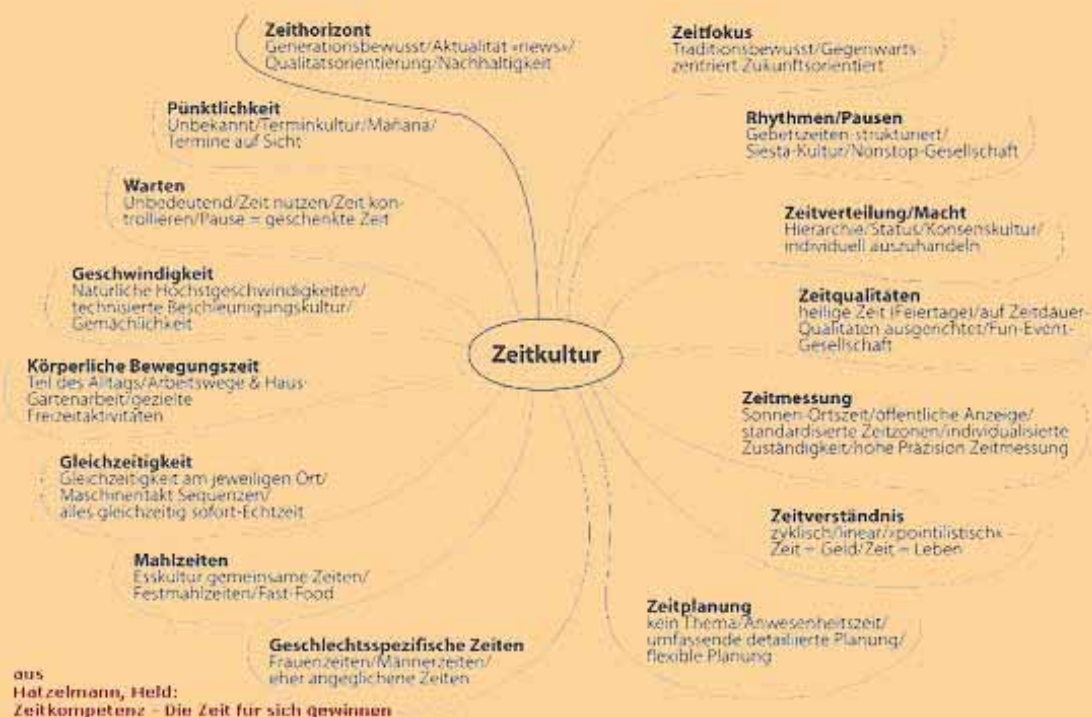 Zeithorizont
Generationsbewusst/Aktualität »news«/
Qualitätsorientierung/Nachhaltigkeit
Pünktlichkeit
Unbekannt/Terminkultur/Mañana/
Termine auf Sicht
Warten
Unbedeutend/Zeit nutzen/Zeit kon-
trollieren/Pause = geschenkte Zeit
Geschwindigkeit
Natürliche Höchstgeschwindigkeiten/
technisierte Beschleunigungskultur/
Gemächlichkeit
Körperliche Bewegungszeit
Teil des Alltags/Arbeitswege & Haus-
Gartenarbeit/gezielte
Freizeitaktivitäten
Gleichzeitigkeit
Gleichzeitigkeit am jeweiligen Ort/
Maschinentakt Sequenzen/
alles gleichzeitig sofort-Echtzeit
Mahlzeiten
Esskultur gemeinsame Zeiten/
Festmahlzeiten/Fast-Food
Geschlechtsspezifische Zeiten
Frauenzeiten/Männerzeiten/
eher angeglichene Zeiten
Zeitkultur
Zeitfokus
Traditionsbewusst/Gegenwarts-
zentriert Zukunftsorientiert
Rhythmen/Pausen
Gebetszeiten-strukturiert/
Siesta-Kultur/Nonstop-Gesellschaft
Zeitverteilung/Macht
Hierarchie/Status/Konsenskultur/
individuell auszuhandeln
Zeitqualitäten
heilige Zeit (Feiertage)/auf Zeitdauer-
Qualitäten ausgerichtet/Fun-Event-
Gesellschaft
Zeitmessung
Sonnen-Ortszeit/öffentliche Anzeige/
standardisierte Zeitzonen/individualisierte
Zuständigkeit/hohe Präzision Zeitmessung
Zeitverständnis
zyklisch/linear/»pointilistisch« –
Zeit = Geld/Zeit = Leben
Zeitplanung
kein Thema/Anwesenheitszeit/
umfassende detaillierte Planung/
flexible Planung
aus
Hatzelmann, Held:
Zeitkompetenz - Die Zeit für sich gewinnen